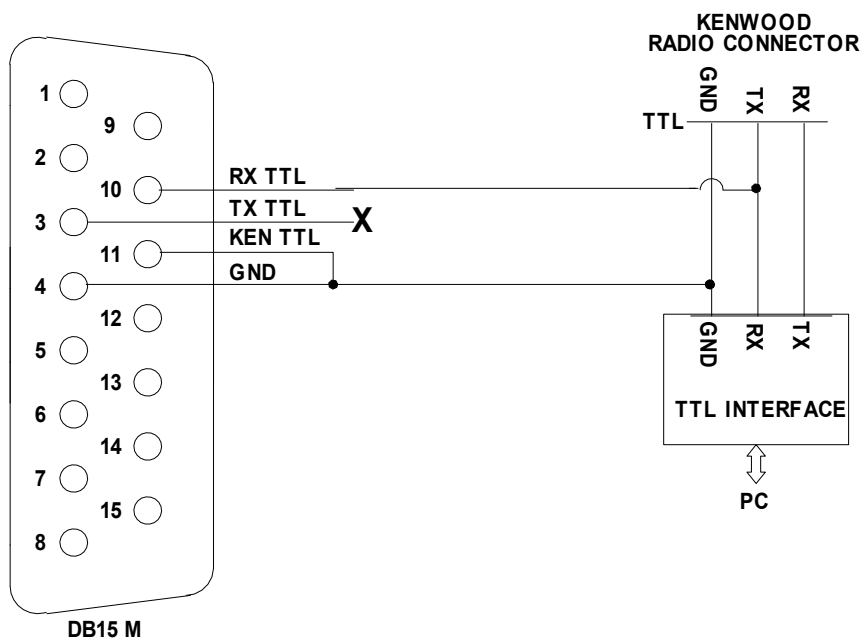 KENWOOD
RADIO CONNECTOR
GND
TX
RX
TTL
1
9
2
10
RX TTL
3
TX TTL
X
11
KEN TTL
4
GND
12
5
13
6
14
7
15
8
GND
RX
TX
TTL INTERFACE
PC
DB15 M